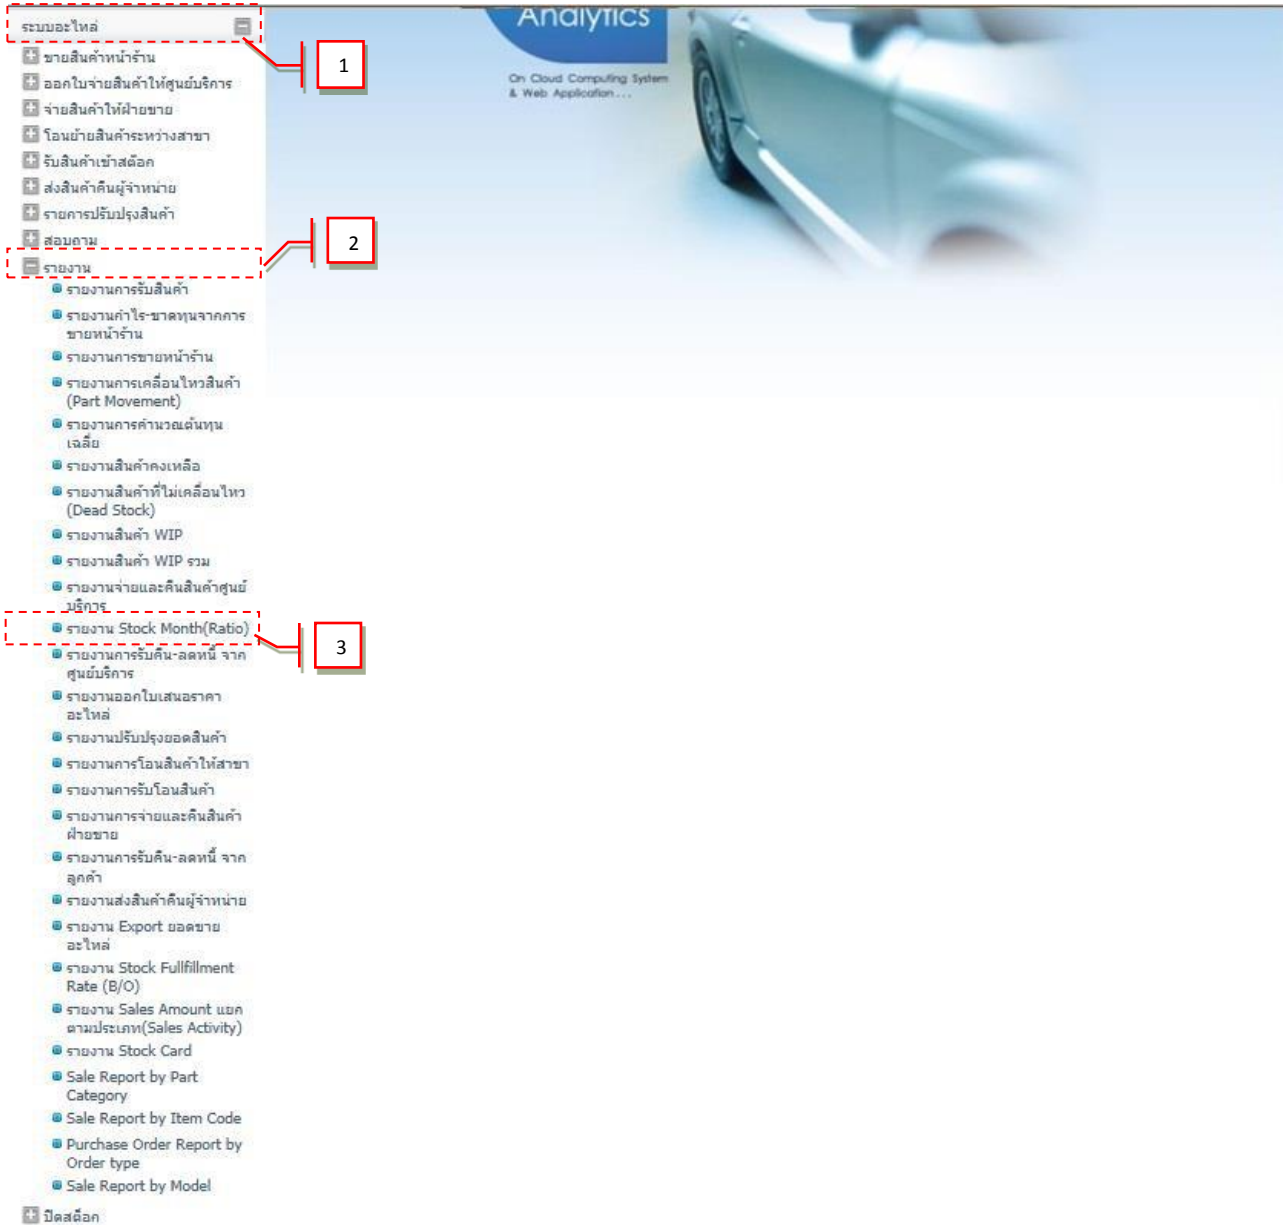 Analytics
On Cloud Computing System
& Web Application...
ระบบอะไหล่
1
ขายสินค้าหน้าร้าน
ออกใบจ่ายสินค้าให้ศูนย์บริการ
จ่ายสินค้าให้ฝ่ายขาย
โอนย้ายสินค้าระหว่างสาขา
รับสินค้าเข้าสต๊อก
ส่งสินค้าคืนผู้จำหน่าย
รายการปรับปรุงสินค้า
สอบถาม
2
รายงาน
รายงานการรับสินค้า
รายงานกำไร-ขาดทุนจากการ
ขายหน้าร้าน
รายงานการขายหน้าร้าน
รายงานการเคลื่อนไหวสินค้า
(Part Movement)
รายงานการคำนวณต้นทุน
เฉลี่ย
รายงานสินค้าคงเหลือ
รายงานสินค้าที่ไม่เคลื่อนไหว
(Dead Stock)
รายงานสินค้า WIP
รายงานสินค้า WIP รวม
รายงานจ่ายและคืนสินค้าศูนย์
บริการ
รายงาน Stock Month(Ratio)
3
รายงานการรับคืน-ลดหนี้ จาก
ศูนย์บริการ
รายงานออกใบเสนอราคา
อะไหล่
รายงานปรับปรุงยอดสินค้า
รายงานการโอนสินค้าให้สาขา
รายงานการรับโอนสินค้า
รายงานการจ่ายและคืนสินค้า
ฝ่ายขาย
รายงานการรับคืน-ลดหนี้ จาก
ลูกค้า
รายงานส่งสินค้าคืนผู้จำหน่าย
รายงาน Export ยอดขาย
อะไหล่
รายงาน Stock Fullfillment
Rate (B/O)
รายงาน Sales Amount แยก
ตามประเภท(Sales Activity)
รายงาน Stock Card
Sale Report by Part
Category
Sale Report by Item Code
Purchase Order Report by
Order type
Sale Report by Model
ปิดสต๊อก